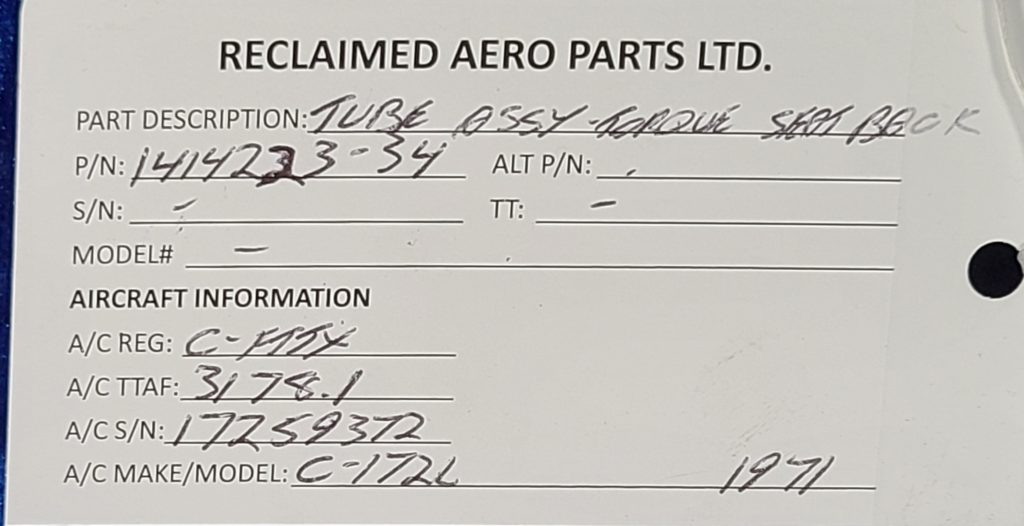 RECLAIMED AERO PARTS LTD.
PART DESCRIPTION: TUBE ASSY-TORQUE SEAT BACK
P/N: 1414233-34 ALT P/N: -
S/N: - TT: -
MODEL# -
AIRCRAFT INFORMATION
A/C REG:
A/C TTAF: 3178.1
A/C S/N: 17259372
A/C MAKE/MODEL: C-172L 1971